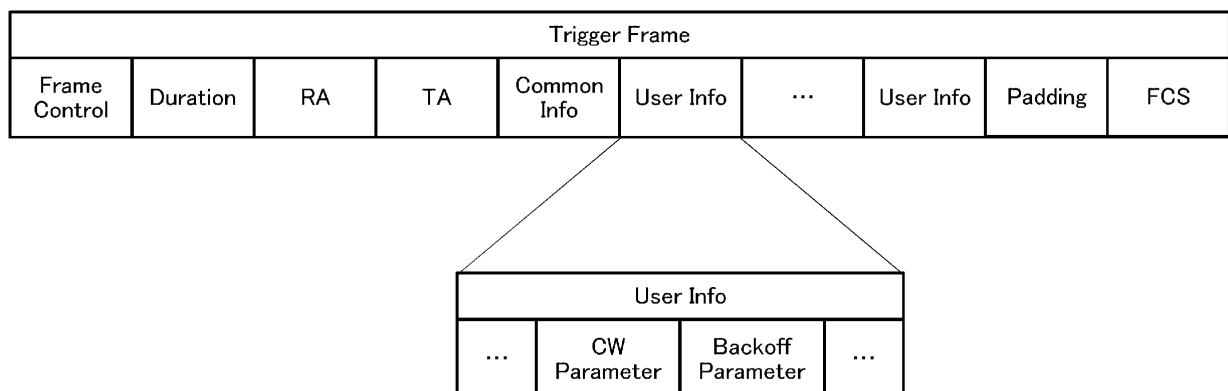 Trigger Frame
Frame
Control
Duration
RA
TA
Common
Info
User Info
…
User Info
Padding
FCS
User Info
…
CW
Parameter
Backoff
Parameter
…